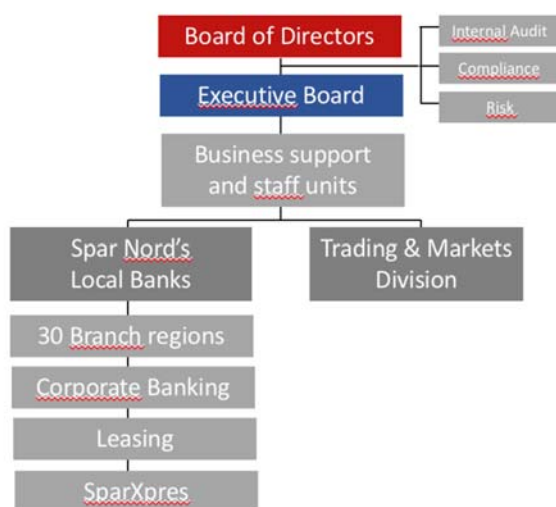 Board of Directors
Internal Audit
Compliance
Risk
Executive Board
Business support
and staff units
Spar Nord's
Local Banks
Trading & Markets
Division
30 Branch regions
Corporate Banking
Leasing
SparXpres